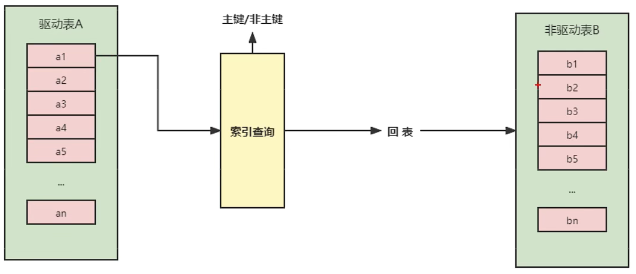 驱动表A
a1
a2
a3
a4
a5
...
an
主键/非主键
索引查询
回 表
非驱动表B
b1
b2
b3
b4
b5
...
bn